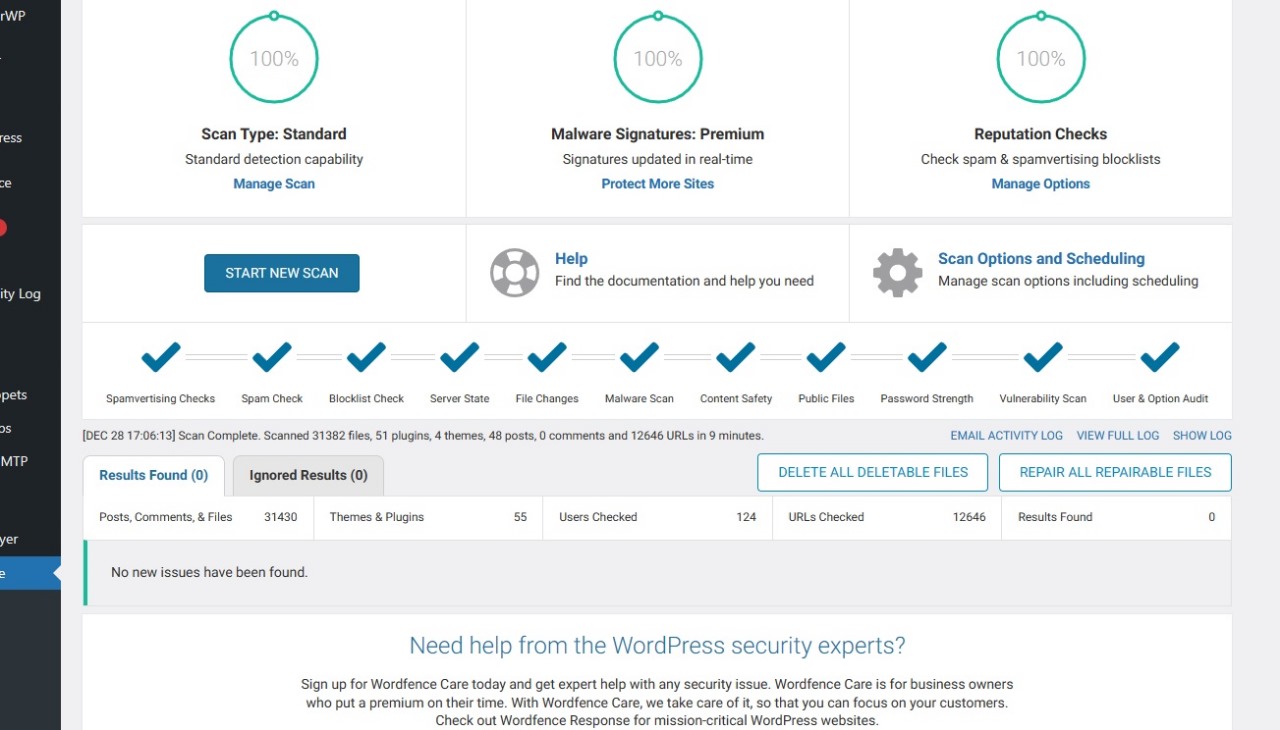 rWP
100%
100%
100%
Scan Type: Standard
Malware Signatures: Premium
Reputation Checks
ress
Standard detection capability
Signatures updated in real-time
Check spam & spamvertising blocklists
Manage Scan
Protect More Sites
Manage Options
ce
START NEW SCAN
Help
Find the documentation and help you need
Scan Options and Scheduling
Manage scan options including scheduling
ity Log
Spamvertising Checks
Spam Check
Blocklist Check
Server State
File Changes
Malware Scan
Content Safety
Public Files
Password Strength
Vulnerability Scan
User & Option Audit
pets
os
[DEC 28 17:06:13] Scan Complete. Scanned 31382 files, 51 plugins, 4 themes, 48 posts, 0 comments and 12646 URLs in 9 minutes.
EMAIL ACTIVITY LOG
VIEW FULL LOG
SHOW LOG
MTP
Results Found (0)
Ignored Results (0)
DELETE ALL DELETABLE FILES
REPAIR ALL REPAIRABLE FILES
Posts, Comments, & Files 31430
Themes & Plugins 55
Users Checked 124
URLs Checked 12646
Results Found 0
yer
e
No new issues have been found.
Need help from the WordPress security experts?
Sign up for Wordfence Care today and get expert help with any security issue. Wordfence Care is for business owners
who put a premium on their time. With Wordfence Care, we take care of it, so that you can focus on your customers.
Check out Wordfence Response for mission-critical WordPress websites.